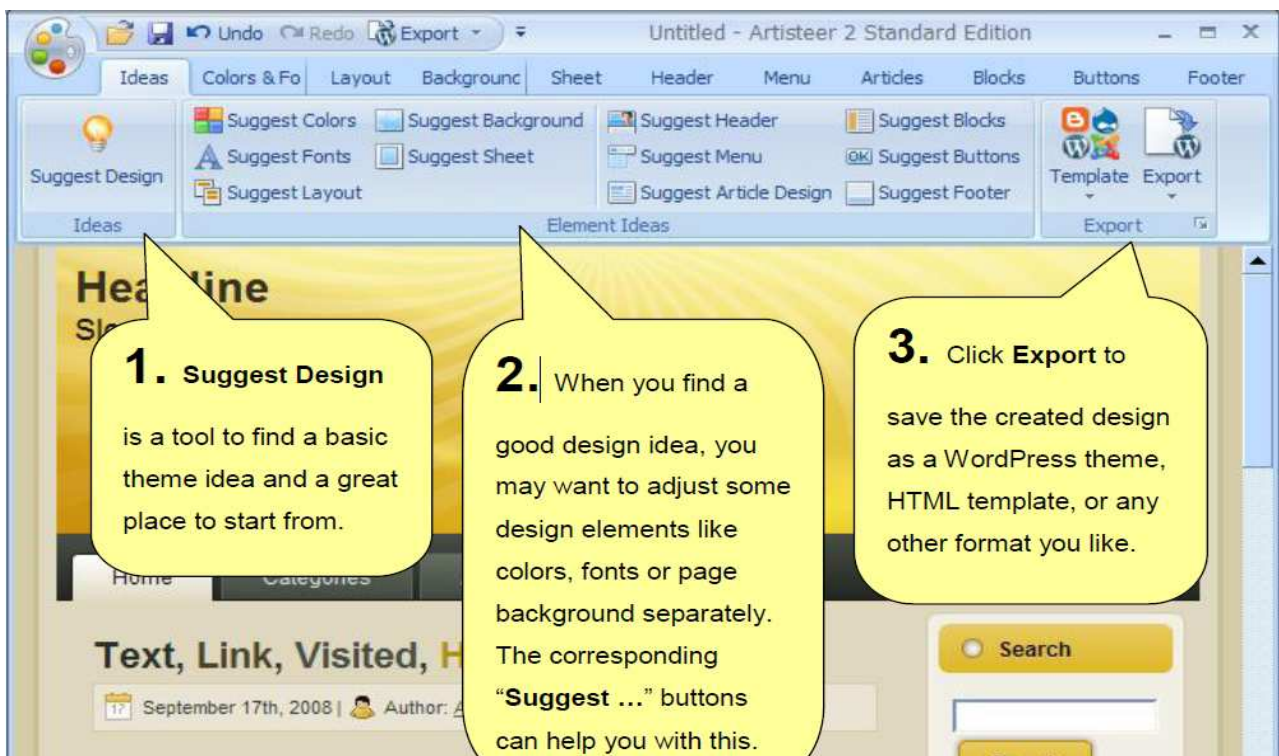 Undo Redo Export Untitled - Artisteer 2 Standard Edition
Ideas Colors & Fo Layout Backgrounc Sheet Header Menu Articles Blocks Buttons Footer
Suggest Design
Suggest Colors Suggest Background Suggest Header Suggest Blocks
Suggest Fonts Suggest Sheet Suggest Menu OK Suggest Buttons
Suggest Layout Suggest Article Design Suggest Footer
Template Export
Ideas Element Ideas Export
Headline
1. Suggest Design
is a tool to find a basic
theme idea and a great
place to start from.
2. When you find a
good design idea, you
may want to adjust some
design elements like
colors, fonts or page
background separately.
The corresponding
“Suggest …” buttons
can help you with this.
3. Click Export to
save the created design
as a WordPress theme,
HTML template, or any
other format you like.
Home Categories
Text, Link, Visited,
17 September 17th, 2008 | Author:
Search